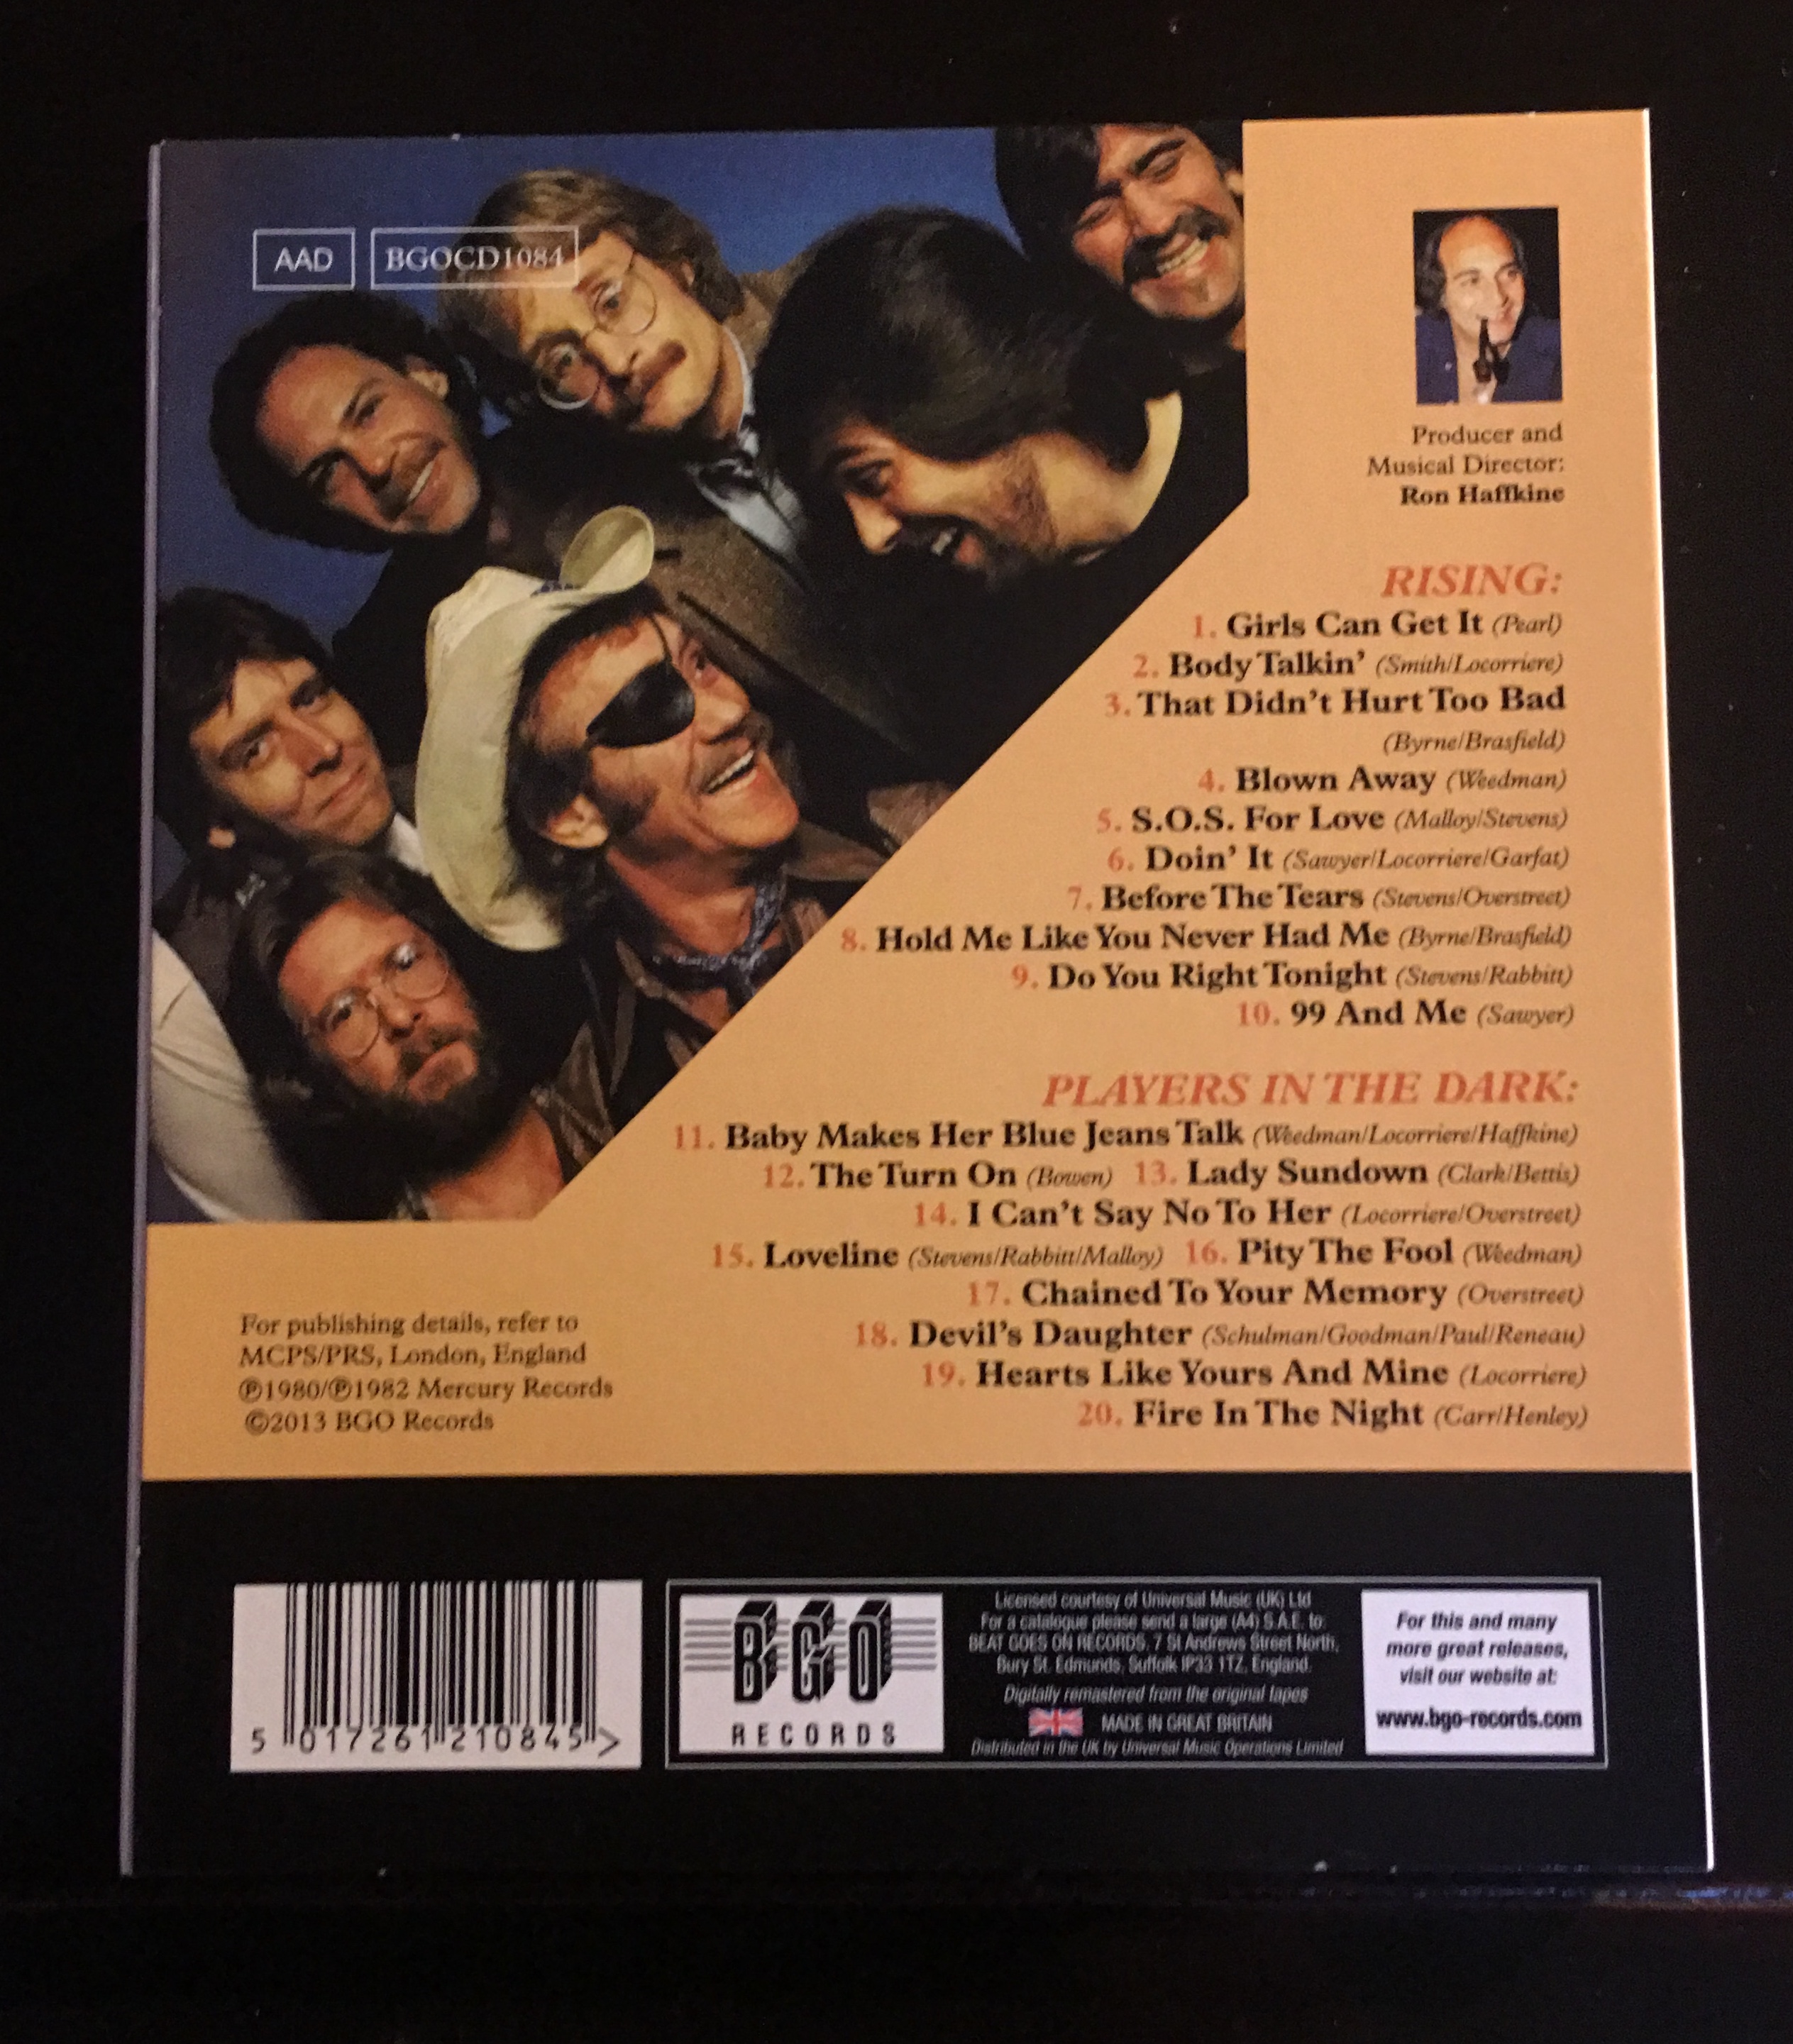 AAD BGOCD1084
Producer and
Musical Director:
Ron Haffkine
RISING:
1. Girls Can Get It (Pearl)
2. Body Talkin' (Smith/Locorriere)
3. That Didn't Hurt Too Bad
(Byrne/Brasfield)
4. Blown Away (Weedman)
5. S.O.S. For Love (Malloy/Stevens)
6. Doin' It (Sawyer/Locorriere/Garfat)
7. Before The Tears (Stevens/Overstreet)
8. Hold Me Like You Never Had Me (Byrne/Brasfield)
9. Do You Right Tonight (Stevens/Rabbitt)
10. 99 And Me (Sawyer)
PLAYERS IN THE DARK:
11. Baby Makes Her Blue Jeans Talk (Weedman/Locorriere/Haffkine)
12. The Turn On (Bowen) 13. Lady Sundown (Clark/Bettis)
14. I Can't Say No To Her (Locorriere/Overstreet)
15. Loveline (Stevens/Rabbitt/Malloy) 16. Pity The Fool (Weedman)
17. Chained To Your Memory (Overstreet)
18. Devil's Daughter (Schulman/Goodman/Paul/Reneau)
19. Hearts Like Yours And Mine (Locorriere)
20. Fire In The Night (Carr/Henley)
For publishing details, refer to
MCPS/PRS, London, England
℗1980/℗1982 Mercury Records
©2013 BGO Records
5 017261 210845 >
BGO
RECORDS
Licensed courtesy of Universal Music (UK) Ltd
For a catalogue please send a large (A4) S.A.E. to:
BEAT GOES ON RECORDS, 7 St Andrews Street North,
Bury St. Edmunds, Suffolk IP33 1TZ, England.
Digitally remastered from the original tapes
MADE IN GREAT BRITAIN
Distributed in the UK by Universal Music Operations Limited
For this and many
more great releases,
visit our website at:
www.bgo-records.com